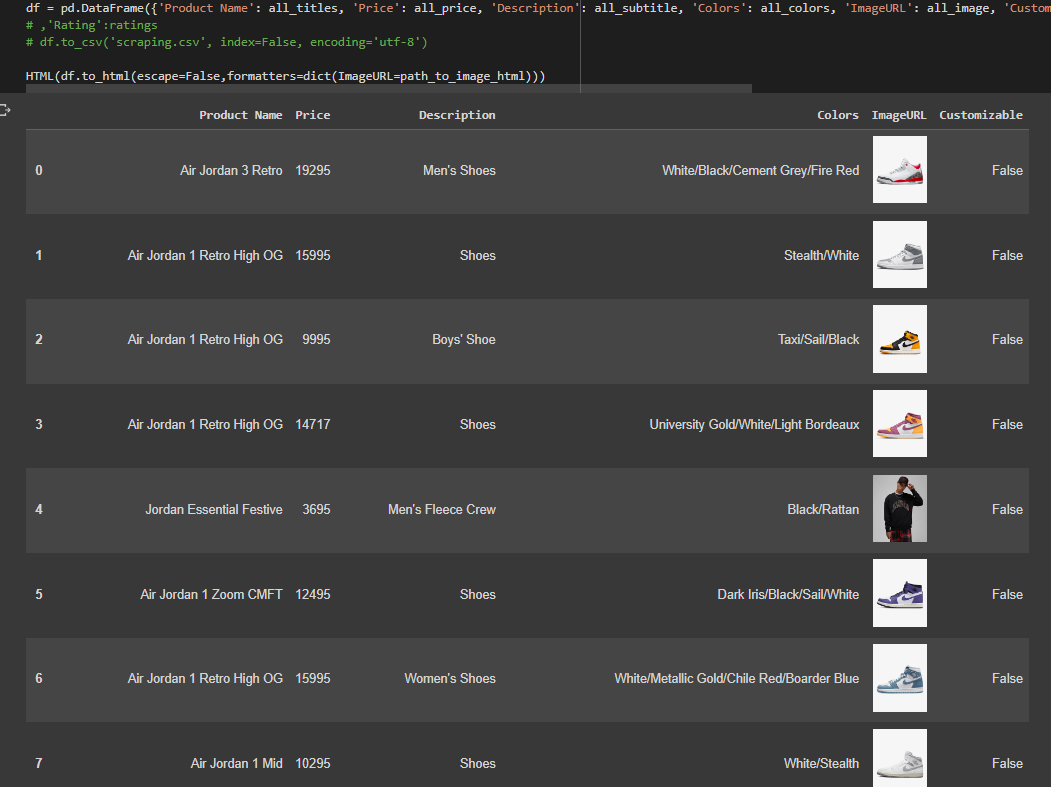 df = pd.DataFrame({'Product Name': all_titles, 'Price': all_price, 'Description': all_subtitle, 'Colors': all_colors, 'ImageURL': all_image, 'Custom
# ,'Rating':ratings
# df.to_csv('scraping.csv', index=False, encoding='utf-8')
HTML(df.to_html(escape=False,formatters=dict(ImageURL=path_to_image_html)))
Product Name Price Description Colors ImageURL Customizable
0 Air Jordan 3 Retro 19295 Men's Shoes White/Black/Cement Grey/Fire Red False
1 Air Jordan 1 Retro High OG 15995 Shoes Stealth/White False
2 Air Jordan 1 Retro High OG 9995 Boys' Shoe Taxi/Sail/Black False
3 Air Jordan 1 Retro High OG 14717 Shoes University Gold/White/Light Bordeaux False
4 Jordan Essential Festive 3695 Men's Fleece Crew Black/Rattan False
5 Air Jordan 1 Zoom CMFT 12495 Shoes Dark Iris/Black/Sail/White False
6 Air Jordan 1 Retro High OG 15995 Women's Shoes White/Metallic Gold/Chile Red/Boarder Blue False
7 Air Jordan 1 Mid 10295 Shoes White/Stealth False